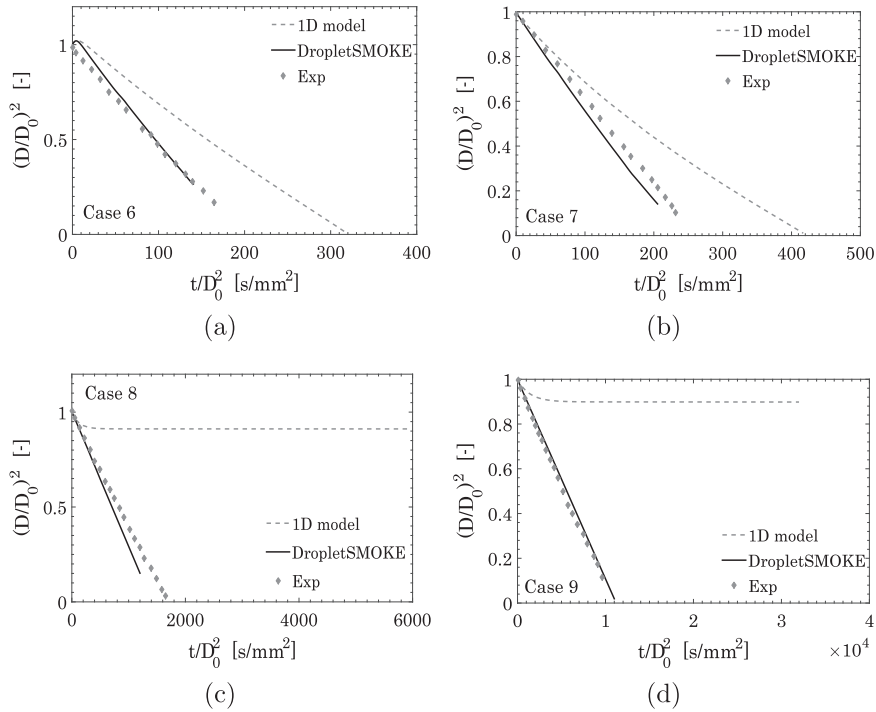 1D model
DropletSMOKE
Exp
(D/D₀)² [-]
1
0.5
0
Case 6
0 100 200 300 400
t/D₀² [s/mm²]
(a)
1D model
DropletSMOKE
Exp
(D/D₀)² [-]
1
0.8
0.6
0.4
0.2
0
Case 7
0 100 200 300 400 500
t/D₀² [s/mm²]
(b)
Case 8
(D/D₀)² [-]
1
0.5
0
1D model
DropletSMOKE
Exp
0 2000 4000 6000
t/D₀² [s/mm²]
(c)
(D/D₀)² [-]
1
0.8
0.6
0.4
0.2
0
1D model
DropletSMOKE
Exp
Case 9
0 1 2 3 4
t/D₀² [s/mm²]
×10⁴
(d)